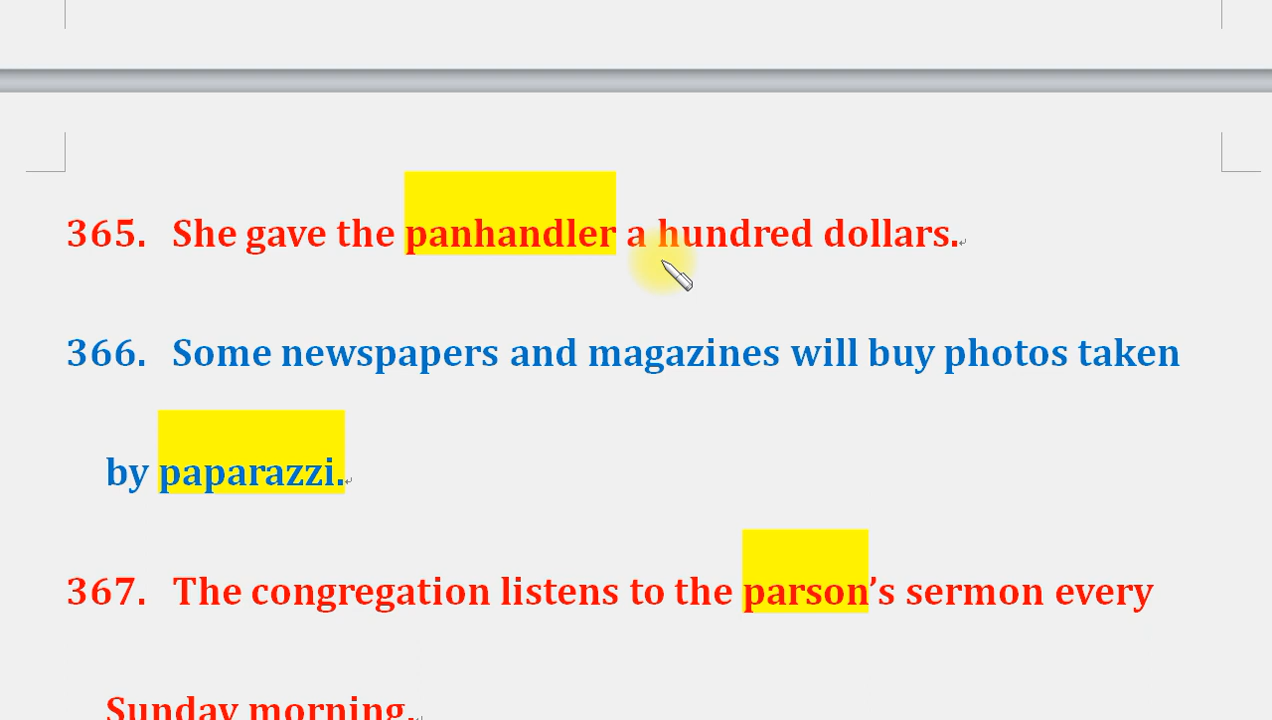 365. She gave the panhandler a hundred dollars.
366. Some newspapers and magazines will buy photos taken
by paparazzi.
367. The congregation listens to the parson’s sermon every
Sunday morning.